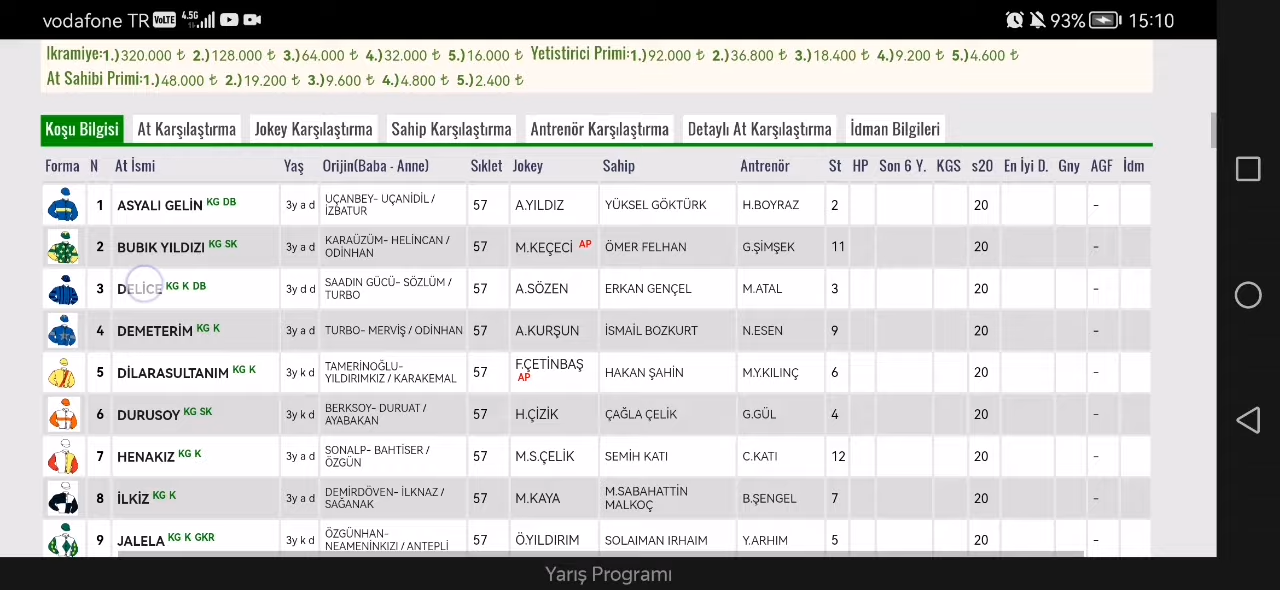 vodafone TR VoLTE 4.5G 1k 93% 15:10
Ikramiye:1.)320.000 ₺ 2.)128.000 ₺ 3.)64.000 ₺ 4.)32.000 ₺ 5.)16.000 ₺ Yetistirici Primi:1.)92.000 ₺ 2.)36.800 ₺ 3.)18.400 ₺ 4.)9.200 ₺ 5.)4.600 ₺
At Sahibi Primi:1.)48.000 ₺ 2.)19.200 ₺ 3.)9.600 ₺ 4.)4.800 ₺ 5.)2.400 ₺
Koşu Bilgisi At Karşılaştırma Jokey Karşılaştırma Sahip Karşılaştırma Antrenör Karşılaştırma Detaylı At Karşılaştırma İdman Bilgileri
Forma N At İsmi Yaş Orijin(Baba - Anne) Sıklet Jokey Sahip Antrenör St HP Son 6 Y. KGS s20 En İyi D. Gny AGF İdm
1 ASYALI GELİN KG DB 3y a d UÇANBEY- UÇANİDİL / İZBATUR 57 A.YILDIZ YÜKSEL GÖKTÜRK H.BOYRAZ 2 20 -
2 BUBIK YILDIZI KG SK 3y a d KARAÜZÜM- HELİNCAN / ODİNHAN 57 M.KEÇECİ AP ÖMER FELHAN G.ŞİMŞEK 11 20 -
3 DELİCE KG K DB 3y d d SAADIN GÜCÜ- SÖZLÜM / TURBO 57 A.SÖZEN ERKAN GENÇEL M.ATAL 3 20 -
4 DEMETERİM KG K 3y a d TURBO- MERVİŞ / ODİNHAN 57 A.KURŞUN İSMAİL BOZKURT N.ESEN 9 20 -
5 DİLARASULTANIM KG K 3y k d TAMERİNOĞLU- YILDIRIMKIZ / KARAKEMAL 57 F.ÇETİNBAŞ AP HAKAN ŞAHİN M.Y.KILINÇ 6 20 -
6 DURUSOY KG SK 3y k d BERKSOY- DURUAT / AYABAKAN 57 H.ÇİZİK ÇAĞLA ÇELİK G.GÜL 4 20 -
7 HENAKIZ KG K 3y a d SONALP- BAHTİSER / ÖZGÜN 57 M.S.ÇELİK SEMİH KATI C.KATI 12 20 -
8 İLKİZ KG K 3y a d DEMİRDÖVEN- İLKNAZ / SAĞANAK 57 M.KAYA M.SABAHATTİN MALKOÇ B.ŞENGEL 7 20 -
9 JALELA KG K GKR 3y k d ÖZGÜNHAN- NEAMENİNKIZI / ANTEPLİ 57 Ö.YILDIRIM SOLAIMAN IRHAIM Y.ARHIM 5 20 -
Yarış Programı